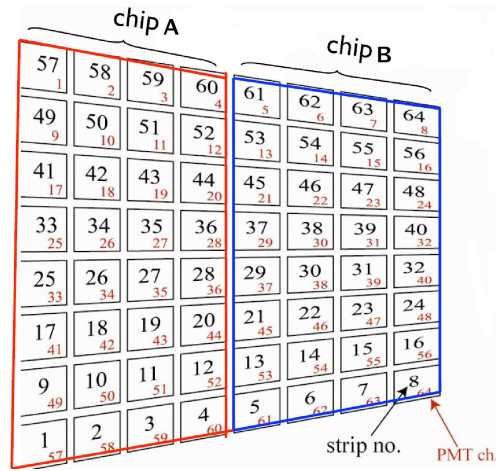 chip A
chip B
57 58 59 60 61 62 63 64
1 2 3 4 5 6 7 8
49 50 51 52 53 54 55 56
9 10 11 12 13 14 15 16
41 42 43 44 45 46 47 48
17 18 19 20 21 22 23 24
33 34 35 36 37 38 39 40
25 26 27 28 29 30 31 32
25 26 27 28 29 30 31 32
33 34 35 36 37 38 39 40
17 18 19 20 21 22 23 24
41 42 43 44 45 46 47 48
9 10 11 12 13 14 15 16
49 50 51 52 53 54 55 56
1 2 3 4 5 6 7 8
57 58 59 60 61 62 63 64
strip no.
PMT ch